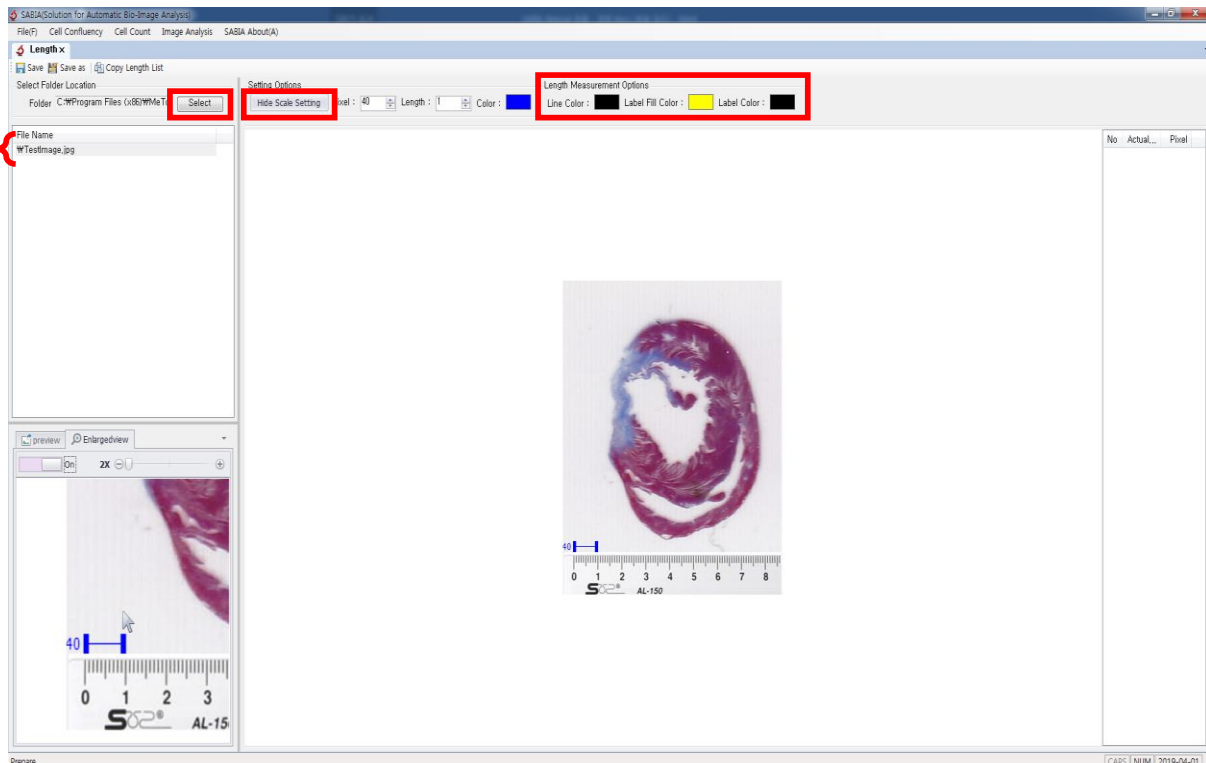 SABIA(Solution for Automatic Bio-Image Analysis)
File(F) Cell Confluency Cell Count Image Analysis SABIA About(A)
Length x
Save Save as Copy Length List
Select Folder Location
Folder C:₩Program Files (x86)₩MeTi Select
Setting Options
Hide Scale Setting ixel : 40 Length : 1 Color :
Length Measurement Options
Line Color : Label Fill Color : Label Color :
File Name
₩TestImage.jpg
No Actual,... Pixel
preview Enlargedview
On 2X
40
0 1 2 3
AL-15
40
0 1 2 3 4 5 6 7 8
AL-150
Prepare
CAPS NUM 2019-04-01